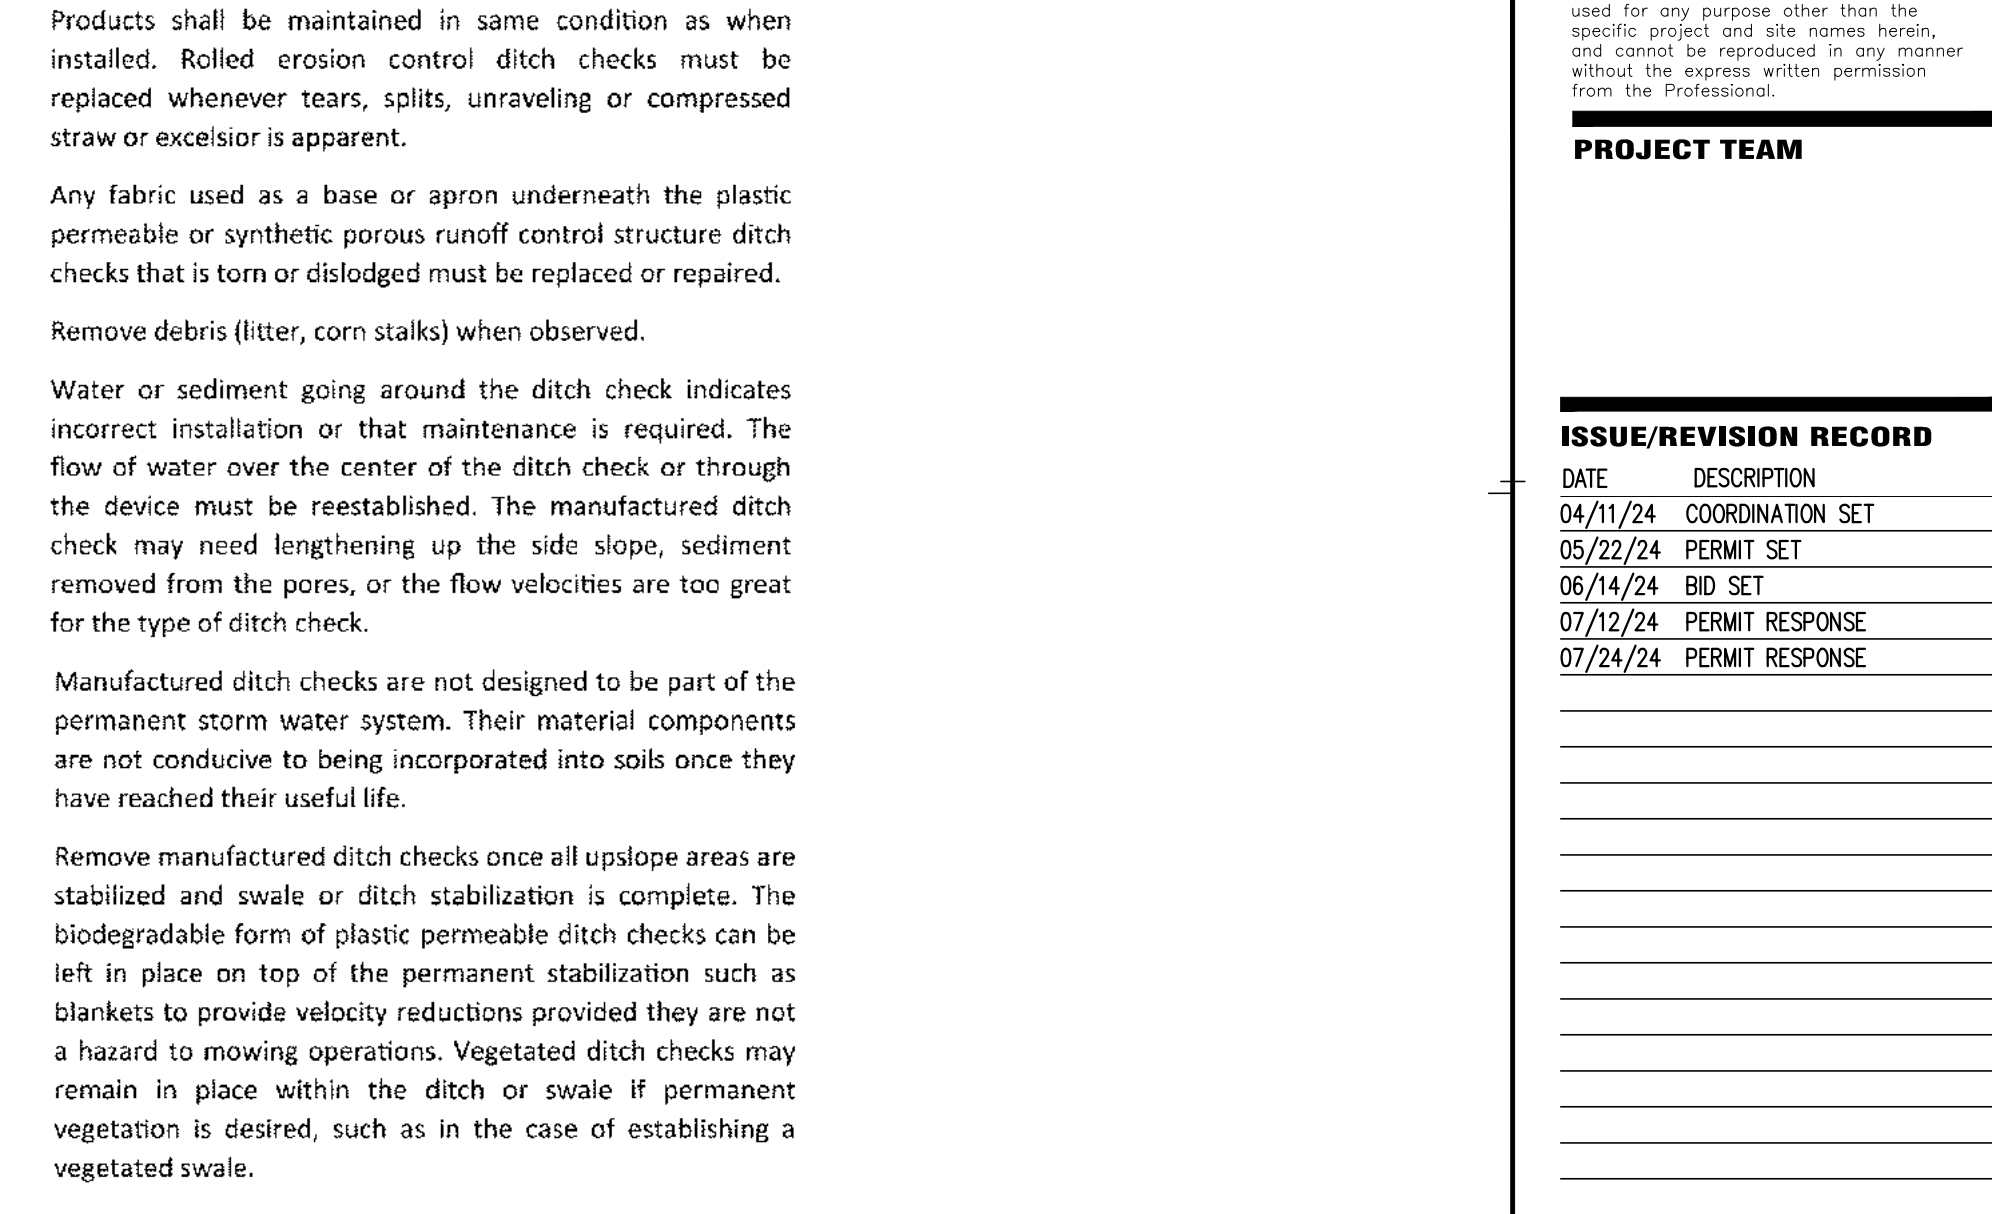 Products shall be maintained in same condition as when
installed. Rolled erosion control ditch checks must be
replaced whenever tears, splits, unraveling or compressed
straw or excelsior is apparent.
Any fabric used as a base or apron underneath the plastic
permeable or synthetic porous runoff control structure ditch
checks that is torn or dislodged must be replaced or repaired.
Remove debris (litter, corn stalks) when observed.
Water or sediment going around the ditch check indicates
incorrect installation or that maintenance is required. The
flow of water over the center of the ditch check or through
the device must be reestablished. The manufactured ditch
check may need lengthening up the side slope, sediment
removed from the pores, or the flow velocities are too great
for the type of ditch check.
Manufactured ditch checks are not designed to be part of the
permanent storm water system. Their material components
are not conducive to being incorporated into soils once they
have reached their useful life.
Remove manufactured ditch checks once all upslope areas are
stabilized and swale or ditch stabilization is complete. The
biodegradable form of plastic permeable ditch checks can be
left in place on top of the permanent stabilization such as
blankets to provide velocity reductions provided they are not
a hazard to mowing operations. Vegetated ditch checks may
remain in place within the ditch or swale if permanent
vegetation is desired, such as in the case of establishing a
vegetated swale.
used for any purpose other than the
specific project and site names herein,
and cannot be reproduced in any manner
without the express written permission
from the Professional.
PROJECT TEAM
ISSUE/REVISION RECORD
DATE DESCRIPTION
04/11/24 COORDINATION SET
05/22/24 PERMIT SET
06/14/24 BID SET
07/12/24 PERMIT RESPONSE
07/24/24 PERMIT RESPONSE